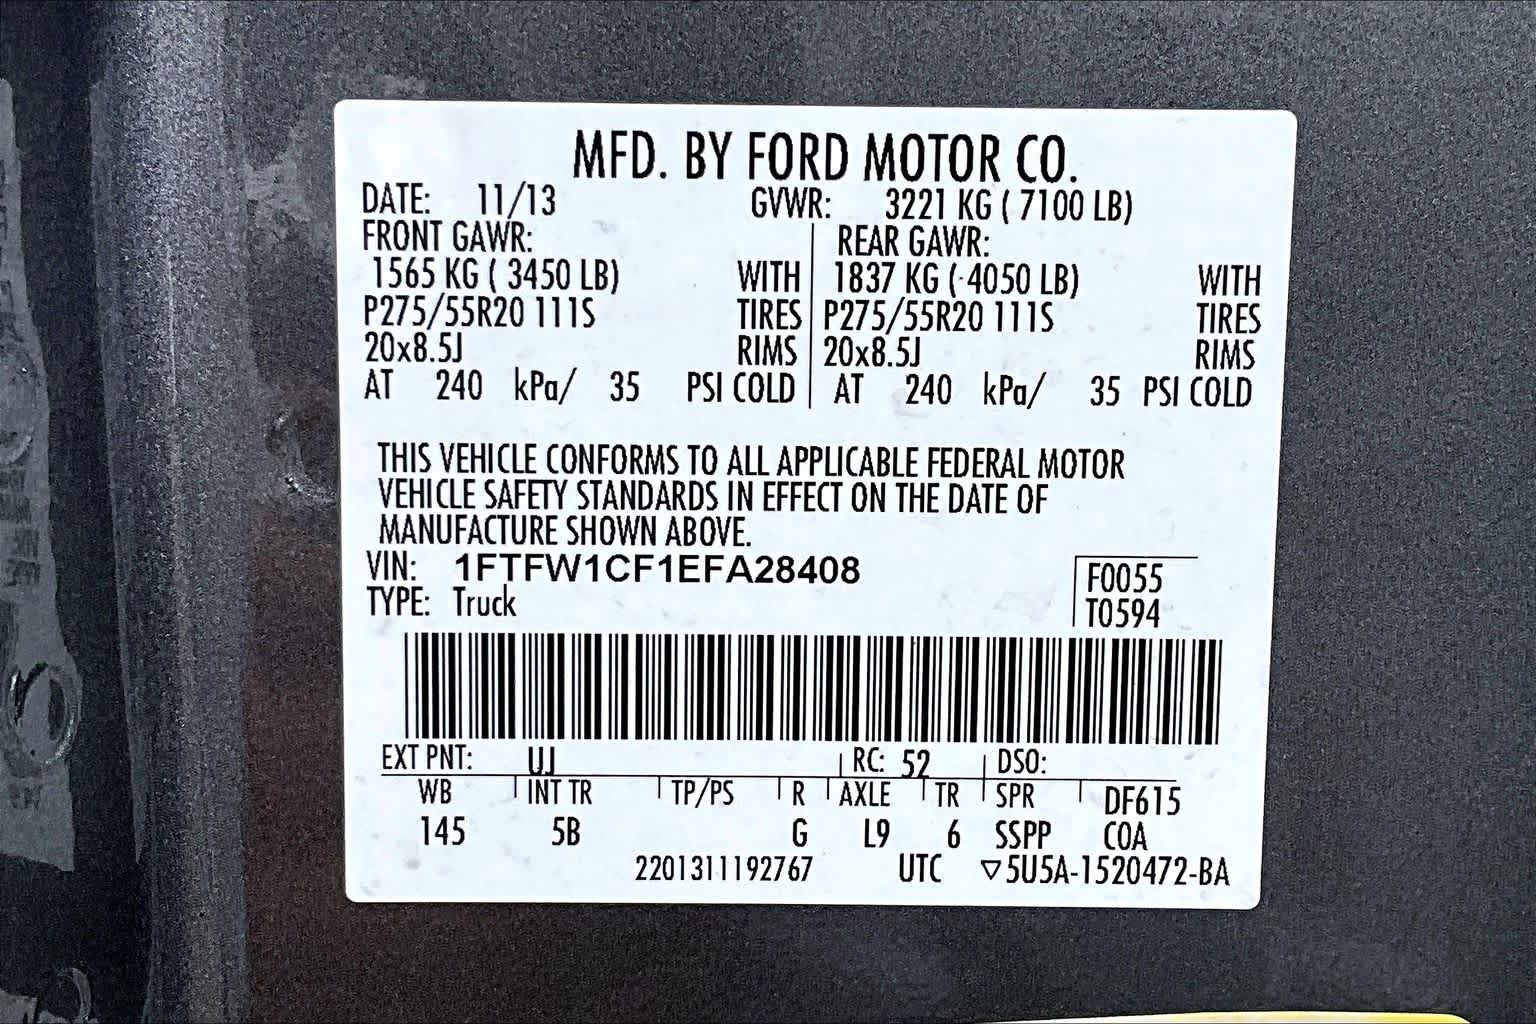 MFD. BY FORD MOTOR CO.
DATE: 11/13 GVWR: 3221 KG ( 7100 LB)
FRONT GAWR: REAR GAWR:
1565 KG ( 3450 LB) WITH 1837 KG ( 4050 LB) WITH
P275/55R20 111S TIRES P275/55R20 111S TIRES
20x8.5J RIMS 20x8.5J RIMS
AT 240 kPa/ 35 PSI COLD AT 240 kPa/ 35 PSI COLD
THIS VEHICLE CONFORMS TO ALL APPLICABLE FEDERAL MOTOR
VEHICLE SAFETY STANDARDS IN EFFECT ON THE DATE OF
MANUFACTURE SHOWN ABOVE.
VIN: 1FTFW1CF1EFA28408
TYPE: Truck
F0055
T0594
EXT PNT: UJ RC: 52 DSO:
WB INT TR TP/PS R AXLE TR SPR DF615
145 5B G L9 6 SSPP COA
2201311192767 UTC ▽5U5A-1520472-BA